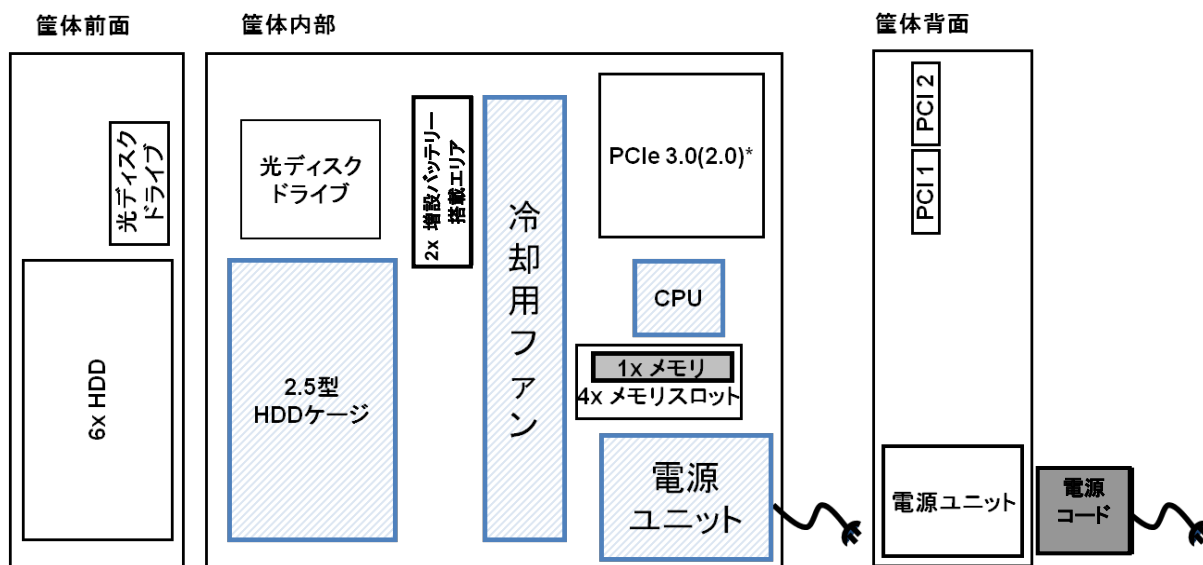 筐体前面
光ディスク
ドライブ
6x HDD
筐体内部
光ディスク
ドライブ
2x 増設バッテリー
搭載エリア
2.5型
HDDケージ
冷却用ファン
PCIe 3.0(2.0)*
CPU
1x メモリ
4x メモリスロット
電源
ユニット
筐体背面
PCI 2
PCI 1
電源ユニット
電源
コード